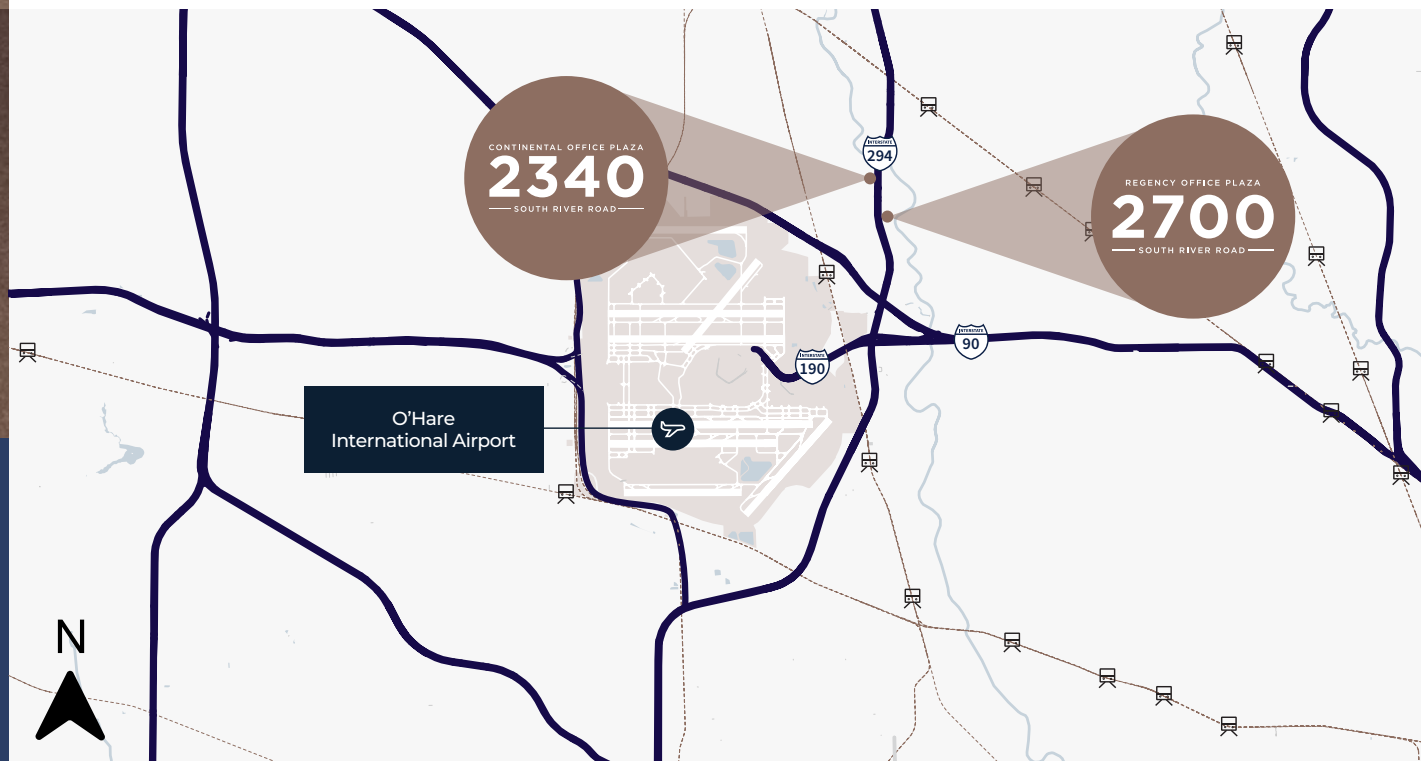 CONTINENTAL OFFICE PLAZA
2340
SOUTH RIVER ROAD
INTERSTATE
294
REGENCY OFFICE PLAZA
2700
SOUTH RIVER ROAD
INTERSTATE
90
INTERSTATE
190
O’Hare
International Airport
N